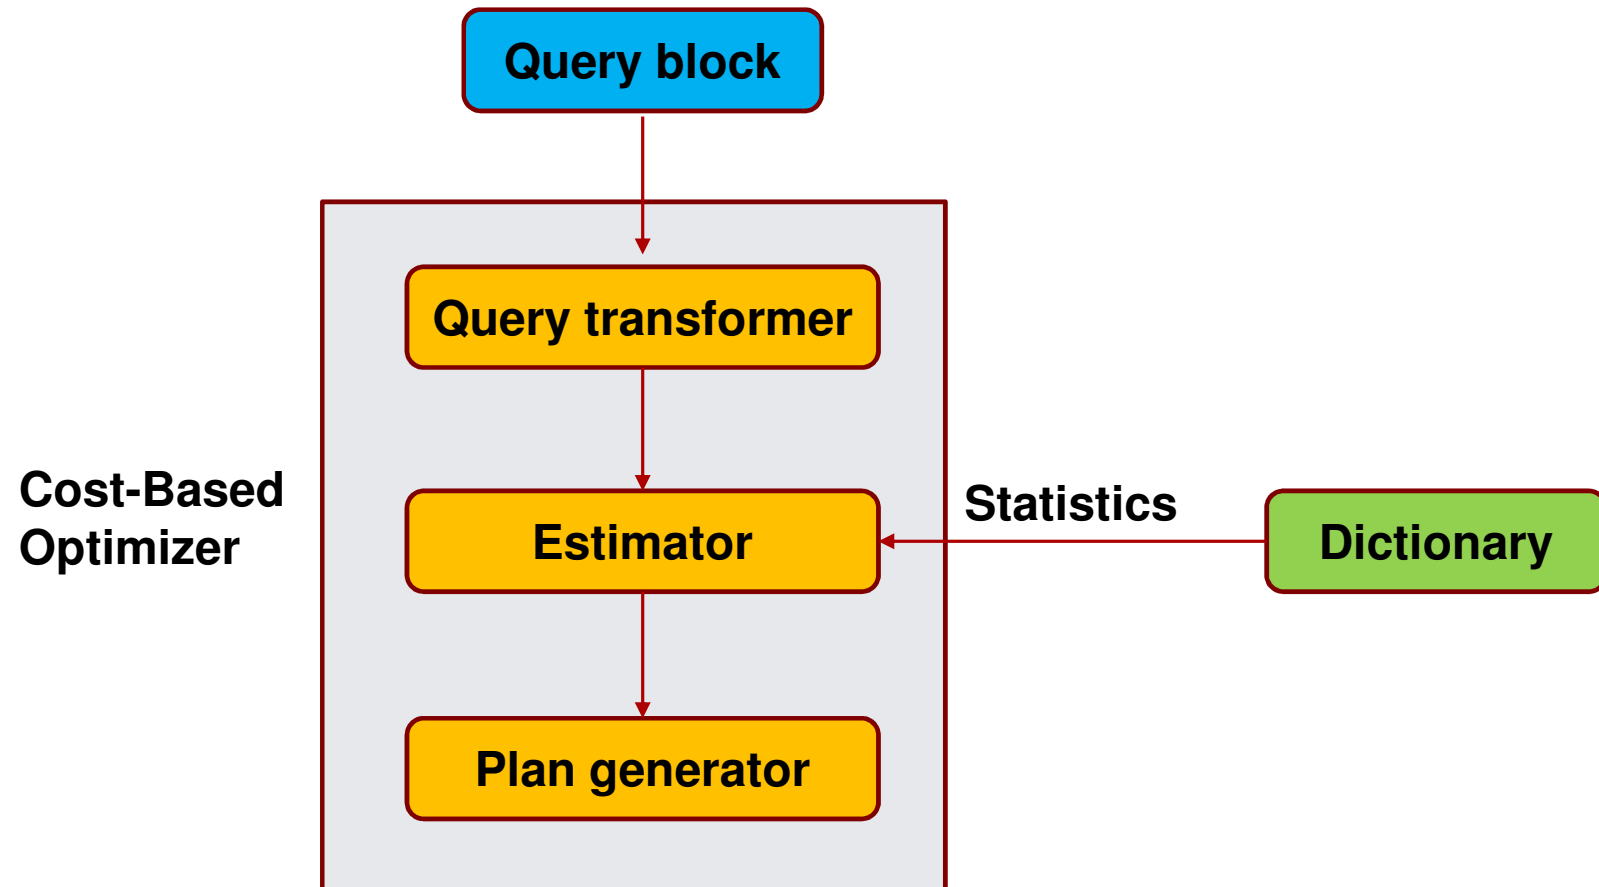 Query block
Query transformer
Cost-Based
Optimizer
Estimator
Statistics
Dictionary
Plan generator